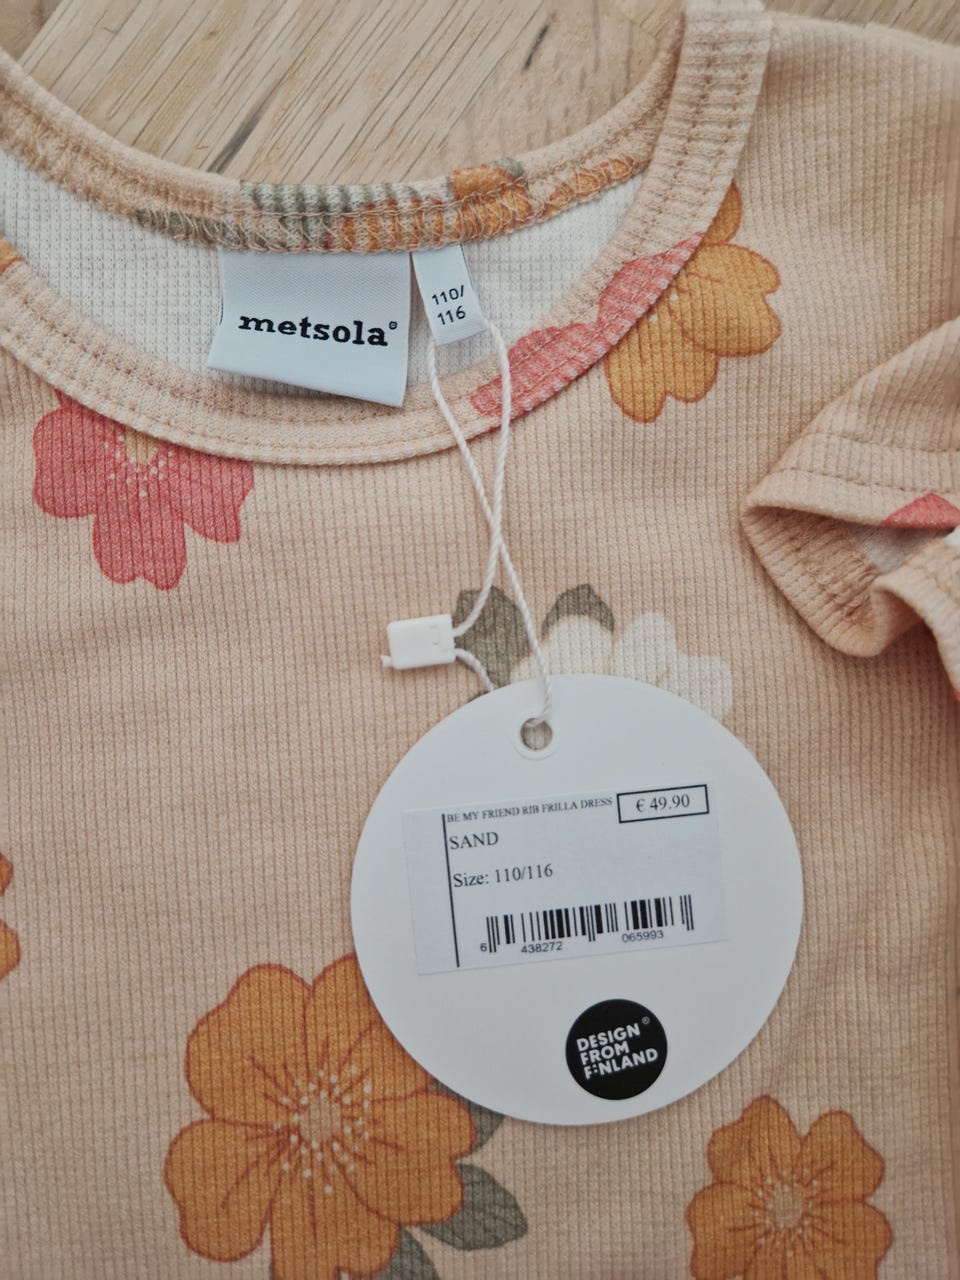 metsola®
110/
116
BE MY FRIEND RIB FRILLA DRESS
€ 49.90
SAND
Size: 110/116
6 438272 065993
DESIGN ®
FROM
FINLAND